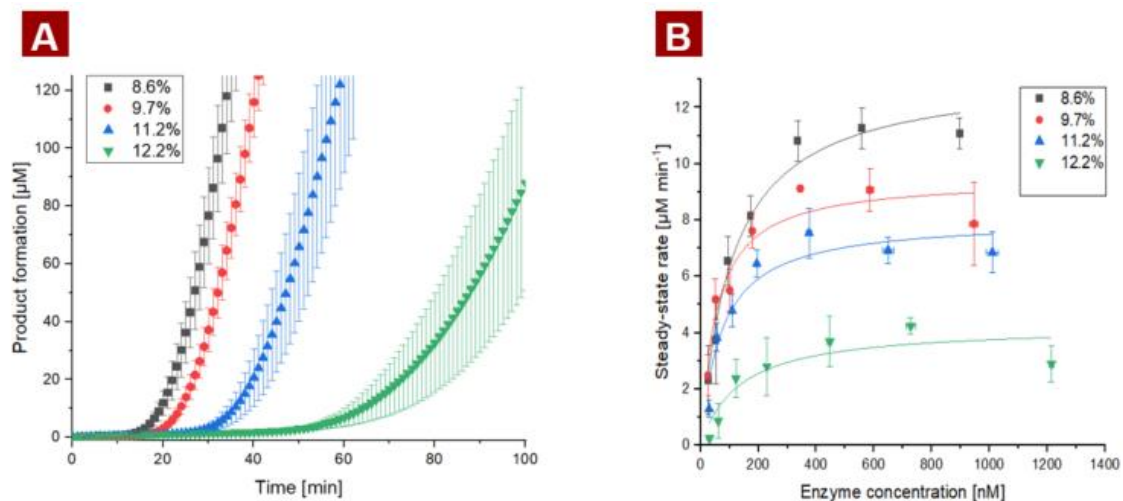 A
B
8.6%
9.7%
11.2%
12.2%
Product formation [µM]
120
100
80
60
40
20
0
0 20 40 60 80 100
Time [min]
8.6%
9.7%
11.2%
12.2%
Steady-state rate [µM min⁻¹]
12
10
8
6
4
2
0
0 200 400 600 800 1000 1200 1400
Enzyme concentration [nM]